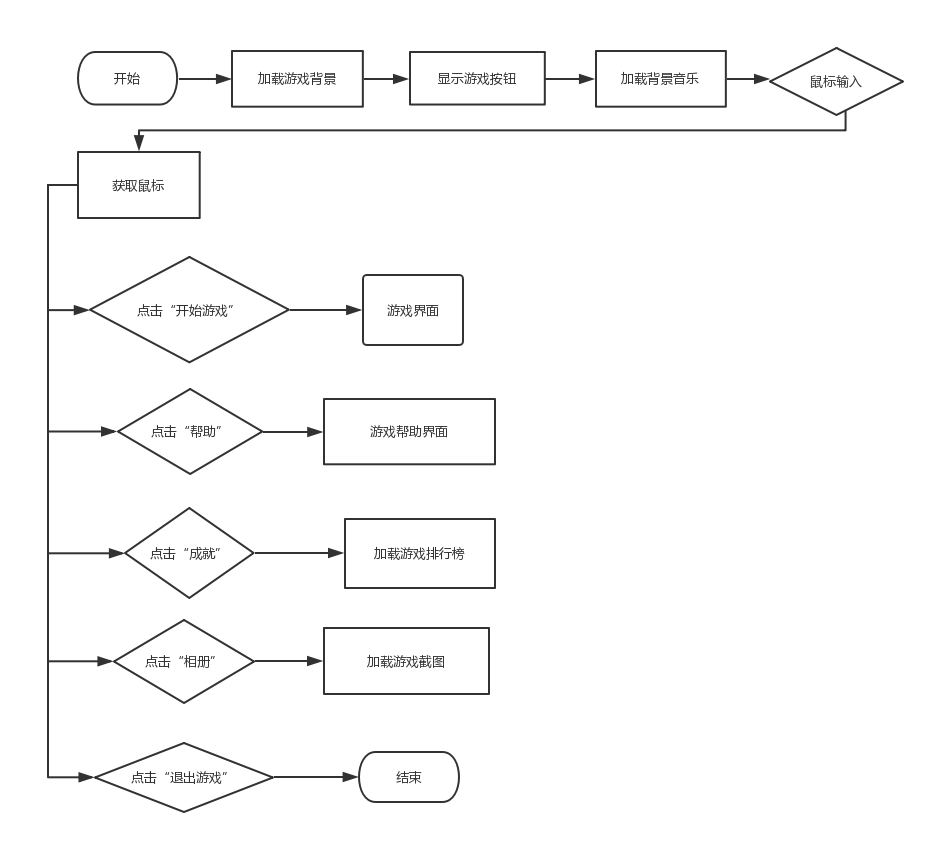 开始
加载游戏背景
显示游戏按钮
加载背景音乐
鼠标输入
获取鼠标
点击“开始游戏”
游戏界面
点击“帮助”
游戏帮助界面
点击“成就”
加载游戏排行榜
点击“相册”
加载游戏截图
点击“退出游戏”
结束